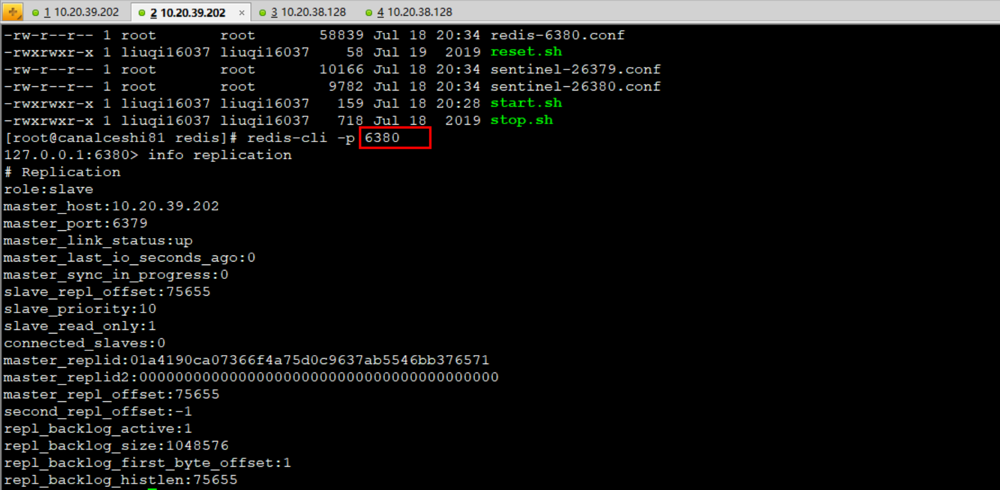 1 10.20.39.202 2 10.20.39.202 × 3 10.20.38.128 4 10.20.38.128
-rw-r--r-- 1 root root 58839 Jul 18 20:34 redis-6380.conf
-rwxrwxr-x 1 liuqi16037 liuqi16037 58 Jul 19 2019 reset.sh
-rw-r--r-- 1 root root 10166 Jul 18 20:34 sentinel-26379.conf
-rw-r--r-- 1 root root 9782 Jul 18 20:34 sentinel-26380.conf
-rwxrwxr-x 1 liuqi16037 liuqi16037 159 Jul 18 20:28 start.sh
-rwxrwxr-x 1 liuqi16037 liuqi16037 718 Jul 18 2019 stop.sh
[root@canalceshi81 redis]# redis-cli -p 6380
127.0.0.1:6380> info replication
# Replication
role:slave
master_host:10.20.39.202
master_port:6379
master_link_status:up
master_last_io_seconds_ago:0
master_sync_in_progress:0
slave_repl_offset:75655
slave_priority:10
slave_read_only:1
connected_slaves:0
master_replid:01a4190ca07366f4a75d0c9637ab5546bb376571
master_replid2:0000000000000000000000000000000000000000
master_repl_offset:75655
second_repl_offset:-1
repl_backlog_active:1
repl_backlog_size:1048576
repl_backlog_first_byte_offset:1
repl_backlog_histlen:75655